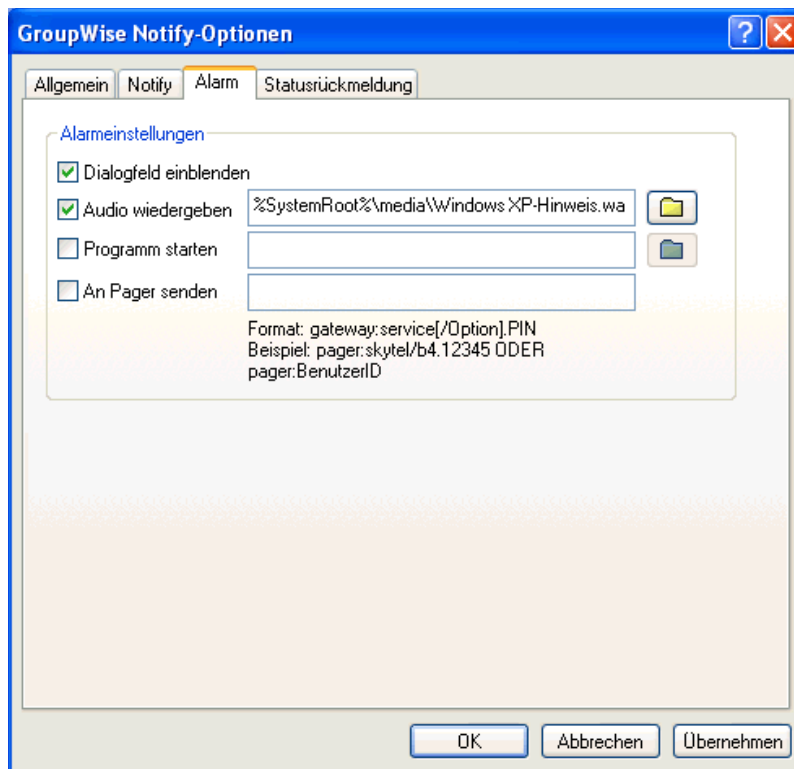 GroupWise Notify-Optionen
Allgemein Notify Alarm Statusrückmeldung
Alarmeinstellungen
Dialogfeld einblenden
Audio wiedergeben %SystemRoot%\media\Windows XP-Hinweis.wa
Programm starten
An Pager senden
Format: gateway:service[/Option].PIN
Beispiel: pager:skytel/b4.12345 ODER
pager:BenutzerID
OK Abbrechen Übernehmen